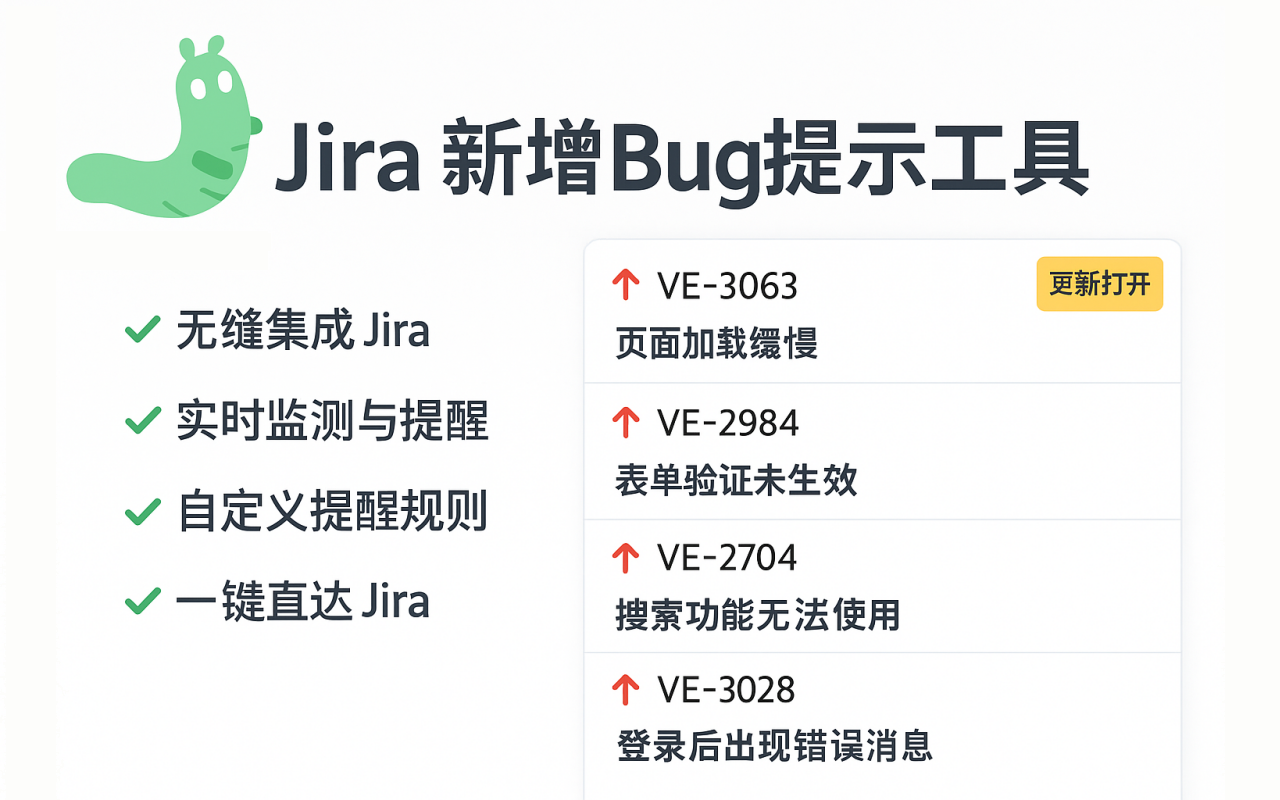 Jira 新增Bug提示工具
无缝集成 Jira
实时监测与提醒
自定义提醒规则
一键直达 Jira
VE-3063
更新打开
页面加载缓慢
VE-2984
表单验证未生效
VE-2704
搜索功能无法使用
VE-3028
登录后出现错误消息